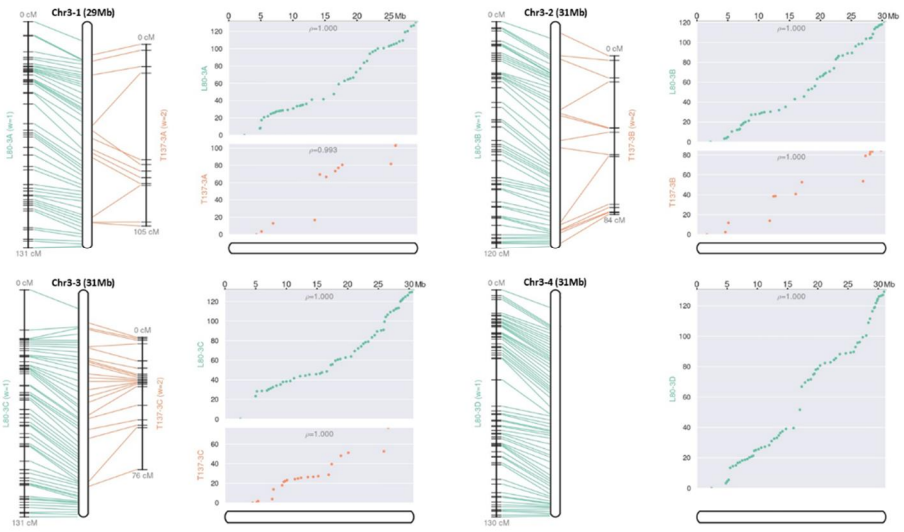 Chr3-1 (29Mb)
0 cM
0 cM
L80-3A (w=1)
T137-3A (w=2)
131 cM
105 cM
0 5 10 15 20 25 Mb
ρ=1.000
L80-3A
120
100
80
60
40
20
0
ρ=0.993
T137-3A
100
80
60
40
20
0
Chr3-2 (31Mb)
0 cM
0 cM
L80-3B (w=1)
T137-3B (w=2)
120 cM
84 cM
0 5 10 15 20 25 30 Mb
ρ=1.000
L80-3B
120
100
80
60
40
20
0
ρ=1.000
T137-3B
80
60
40
20
0
Chr3-3 (31Mb)
0 cM
0 cM
L80-3C (w=1)
T137-3C (w=2)
131 cM
76 cM
0 5 10 15 20 25 30 Mb
ρ=1.000
L80-3C
120
100
80
60
40
20
0
ρ=1.000
T137-3C
60
40
20
0
Chr3-4 (31Mb)
0 cM
L80-3D (w=1)
130 cM
0 5 10 15 20 25 30 Mb
ρ=1.000
L80-3D
120
100
80
60
40
20
0